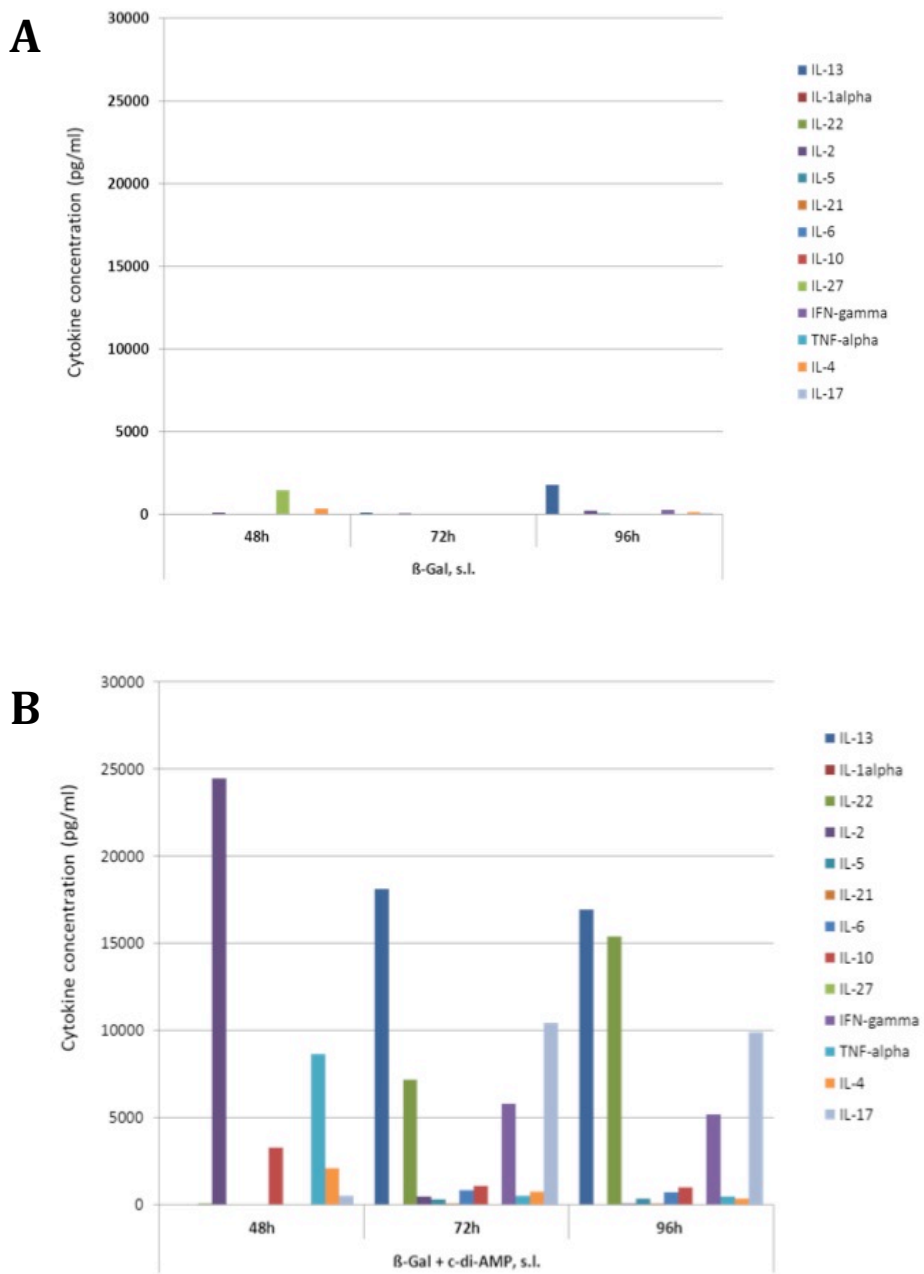 A
30000
25000
20000
15000
10000
5000
0
Cytokine concentration (pg/ml)
48h
72h
96h
ß-Gal, s.l.
IL-13
IL-1alpha
IL-22
IL-2
IL-5
IL-21
IL-6
IL-10
IL-27
IFN-gamma
TNF-alpha
IL-4
IL-17
B
30000
25000
20000
15000
10000
5000
0
Cytokine concentration (pg/ml)
48h
72h
96h
ß-Gal + c-di-AMP, s.l.
IL-13
IL-1alpha
IL-22
IL-2
IL-5
IL-21
IL-6
IL-10
IL-27
IFN-gamma
TNF-alpha
IL-4
IL-17